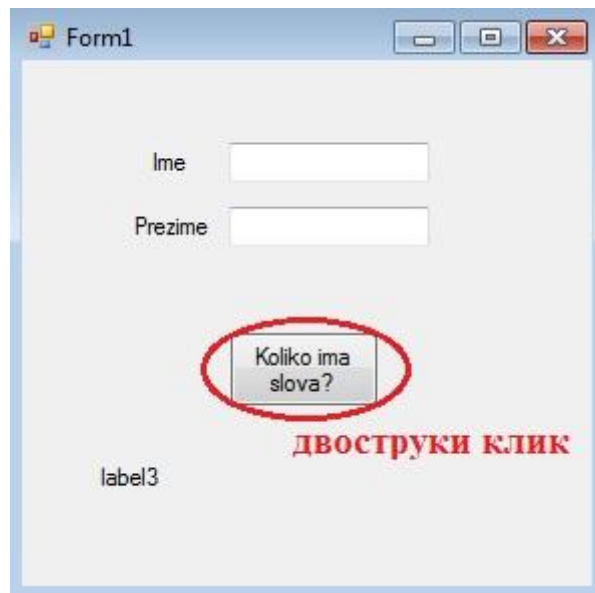 Form1
Ime
Prezime
Koliko ima
slova?
двоструки клик
label3